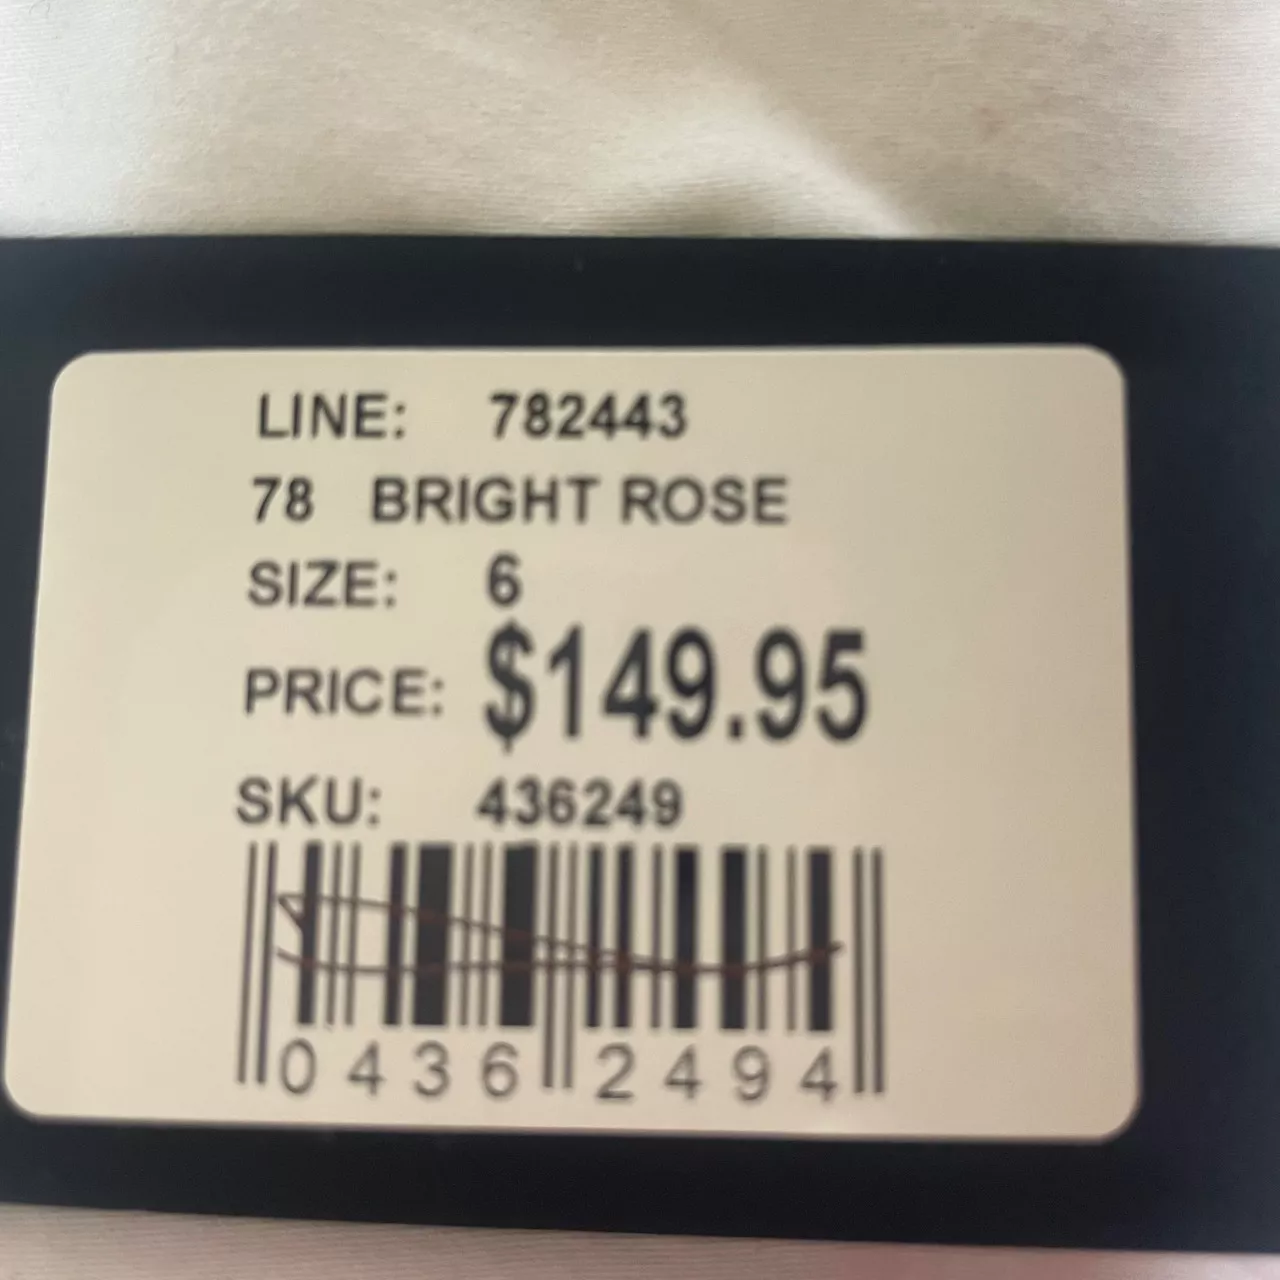 LINE: 782443
78 BRIGHT ROSE
SIZE: 6
PRICE: $149.95
SKU: 436249
0436 2494